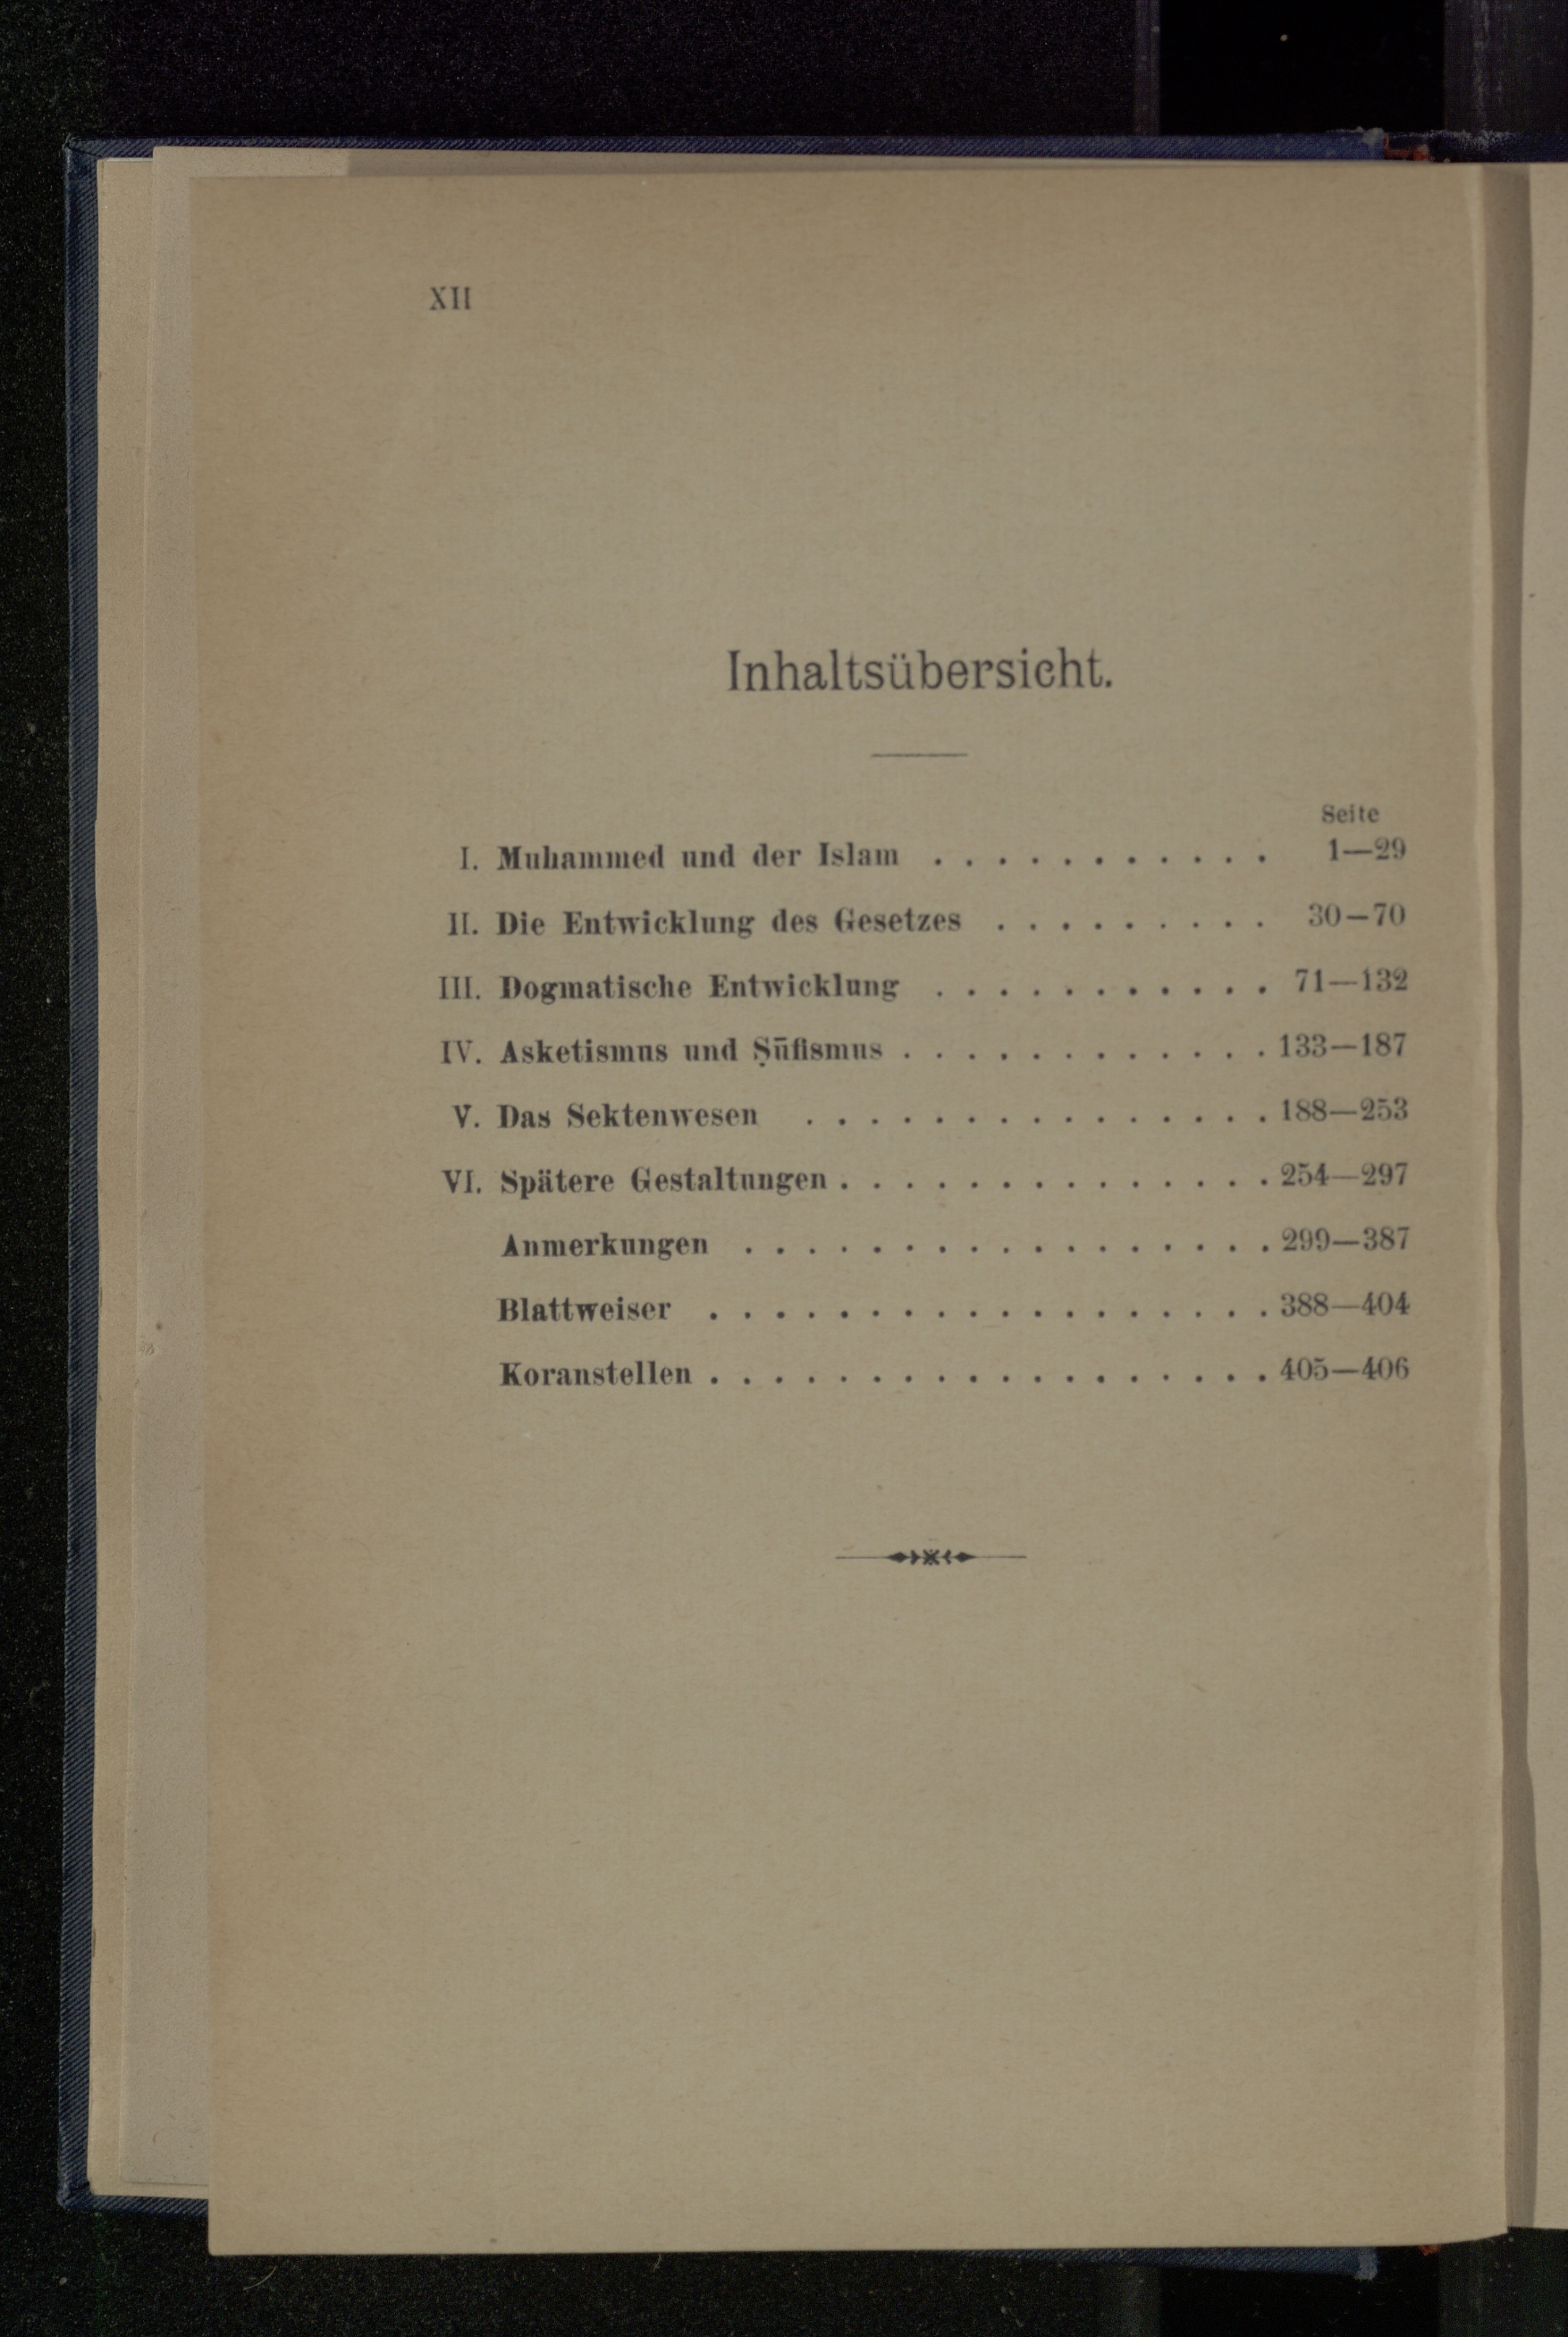 XII
Inhaltsübersicht.
Seite
I. Muhammed und der Islam . . . . . . . . . . . 1—29
II. Die Entwicklung des Gesetzes . . . . . . . . . 30—70
III. Dogmatische Entwicklung . . . . . . . . . . . 71—132
IV. Asketismus und Ṣūfismus . . . . . . . . . . . . 133—187
V. Das Sektenwesen . . . . . . . . . . . . . . . 188—253
VI. Spätere Gestaltungen . . . . . . . . . . . . . . 254—297
Anmerkungen . . . . . . . . . . . . . . . . . 299—387
Blattweiser . . . . . . . . . . . . . . . . . . 388—404
Koranstellen . . . . . . . . . . . . . . . . . . 405—406